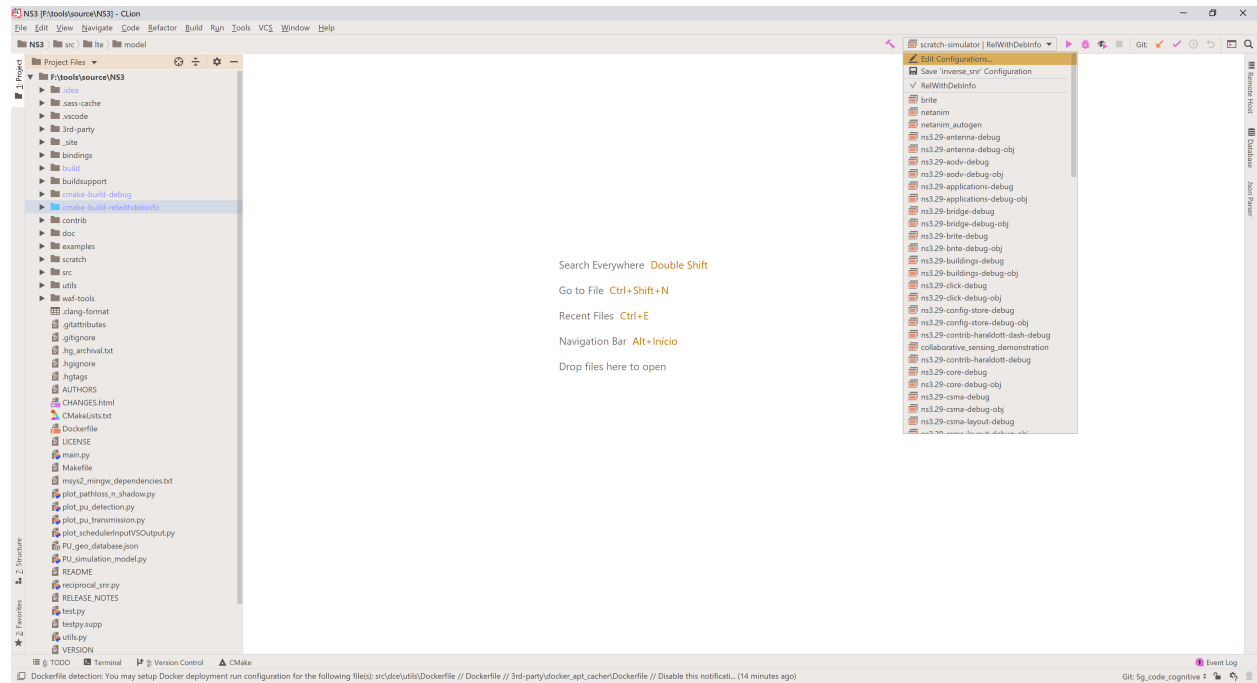 NS3 [F:\tools\source\NS3] - CLion
File Edit View Navigate Code Refactor Build Run Tools VCS Window Help
NS3 src lte model
scratch-simulator | RelWithDebInfo
Git:
1: Project
Project Files
F:\tools\source\NS3
.idea
.sass-cache
.vscode
3rd-party
_site
bindings
build
buildsupport
cmake-build-debug
cmake-build-relwithdebinfo
contrib
doc
examples
scratch
src
utils
waf-tools
.clang-format
.gitattributes
.gitignore
.hg_archival.txt
.hgignore
.hgtags
AUTHORS
CHANGES.html
CMakeLists.txt
Dockerfile
LICENSE
main.py
Makefile
msys2_mingw_dependencies.txt
plot_pathloss_n_shadow.py
plot_pu_detection.py
plot_pu_transmission.py
plot_schedulerInputVSOutput.py
PU_geo_database.json
PU_simulation_model.py
README
reciprocal_snr.py
RELEASE_NOTES
test.py
testpy.supp
utils.py
VERSION
7: Structure
2: Favorites
Search Everywhere Double Shift
Go to File Ctrl+Shift+N
Recent Files Ctrl+E
Navigation Bar Alt+Início
Drop files here to open
Edit Configurations...
Save 'inverse_snr' Configuration
RelWithDebInfo
brite
netanim
netanim_autogen
ns3.29-antenna-debug
ns3.29-antenna-debug-obj
ns3.29-aodv-debug
ns3.29-aodv-debug-obj
ns3.29-applications-debug
ns3.29-applications-debug-obj
ns3.29-bridge-debug
ns3.29-bridge-debug-obj
ns3.29-brite-debug
ns3.29-brite-debug-obj
ns3.29-buildings-debug
ns3.29-buildings-debug-obj
ns3.29-click-debug
ns3.29-click-debug-obj
ns3.29-config-store-debug
ns3.29-config-store-debug-obj
ns3.29-contrib-haraldott-dash-debug
collaborative_sensing_demonstration
ns3.29-contrib-haraldott-debug
ns3.29-core-debug
ns3.29-core-debug-obj
ns3.29-csma-debug
ns3.29-csma-debug-obj
ns3.29-csma-layout-debug
Remote Host
Database
Json Parser
6: TODO Terminal 9: Version Control CMake
1 Event Log
Dockerfile detection: You may setup Docker deployment run configuration for the following file(s): src\dce\utils\Dockerfile // Dockerfile // 3rd-party\docker_apt_cacher\Dockerfile // Disable this notificati... (14 minutes ago)
Git: 5g_code_cognitive